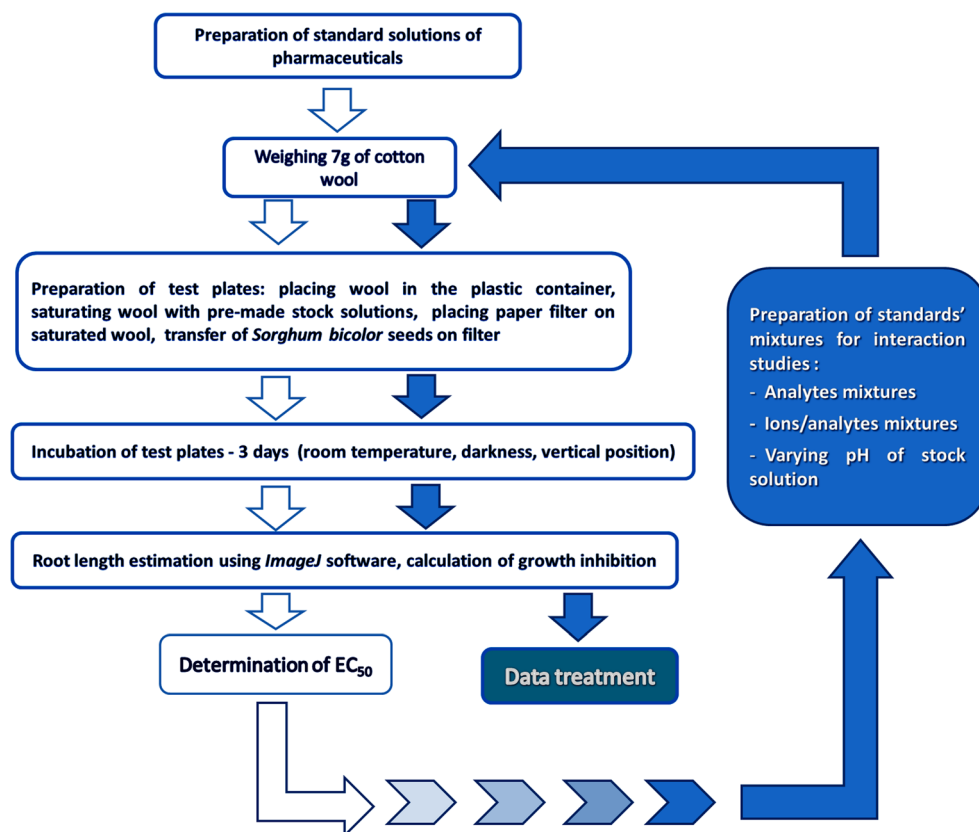 Preparation of standard solutions of
pharmaceuticals
Weighing 7g of cotton
wool
Preparation of test plates: placing wool in the plastic container,
saturating wool with pre-made stock solutions, placing paper filter on
saturated wool, transfer of Sorghum bicolor seeds on filter
Incubation of test plates - 3 days (room temperature, darkness, vertical position)
Root length estimation using ImageJ software, calculation of growth inhibition
Determination of EC50
Data treatment
Preparation of standards’
mixtures for interaction
studies :
- Analytes mixtures
- Ions/analytes mixtures
- Varying pH of stock
solution